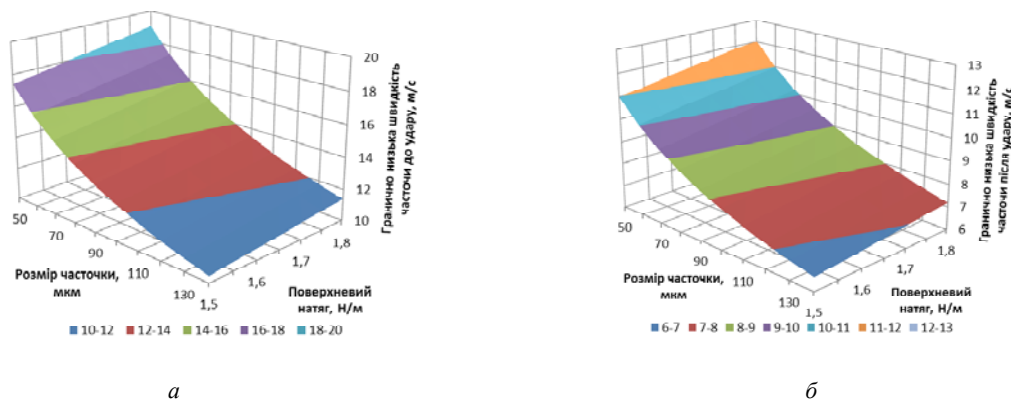 20
18
16
14
12
10
Гранично низька швидкість
часточи до удару, м/с
50
70
90
110
130
Розмір часточки,
мкм
1,5
1,6
1,7
1,8
Поверхневий
натяг, Н/м
10-12 12-14 14-16 16-18 18-20
а
13
12
11
10
9
8
7
6
Гранично низька швидкість
часточи після удару, м/с
50
70
90
110
130
Розмір часточки,
мкм
1,5
1,6
1,7
1,8
Поверхневий
натяг, Н/м
6-7 7-8 8-9 9-10 10-11 11-12 12-13
б